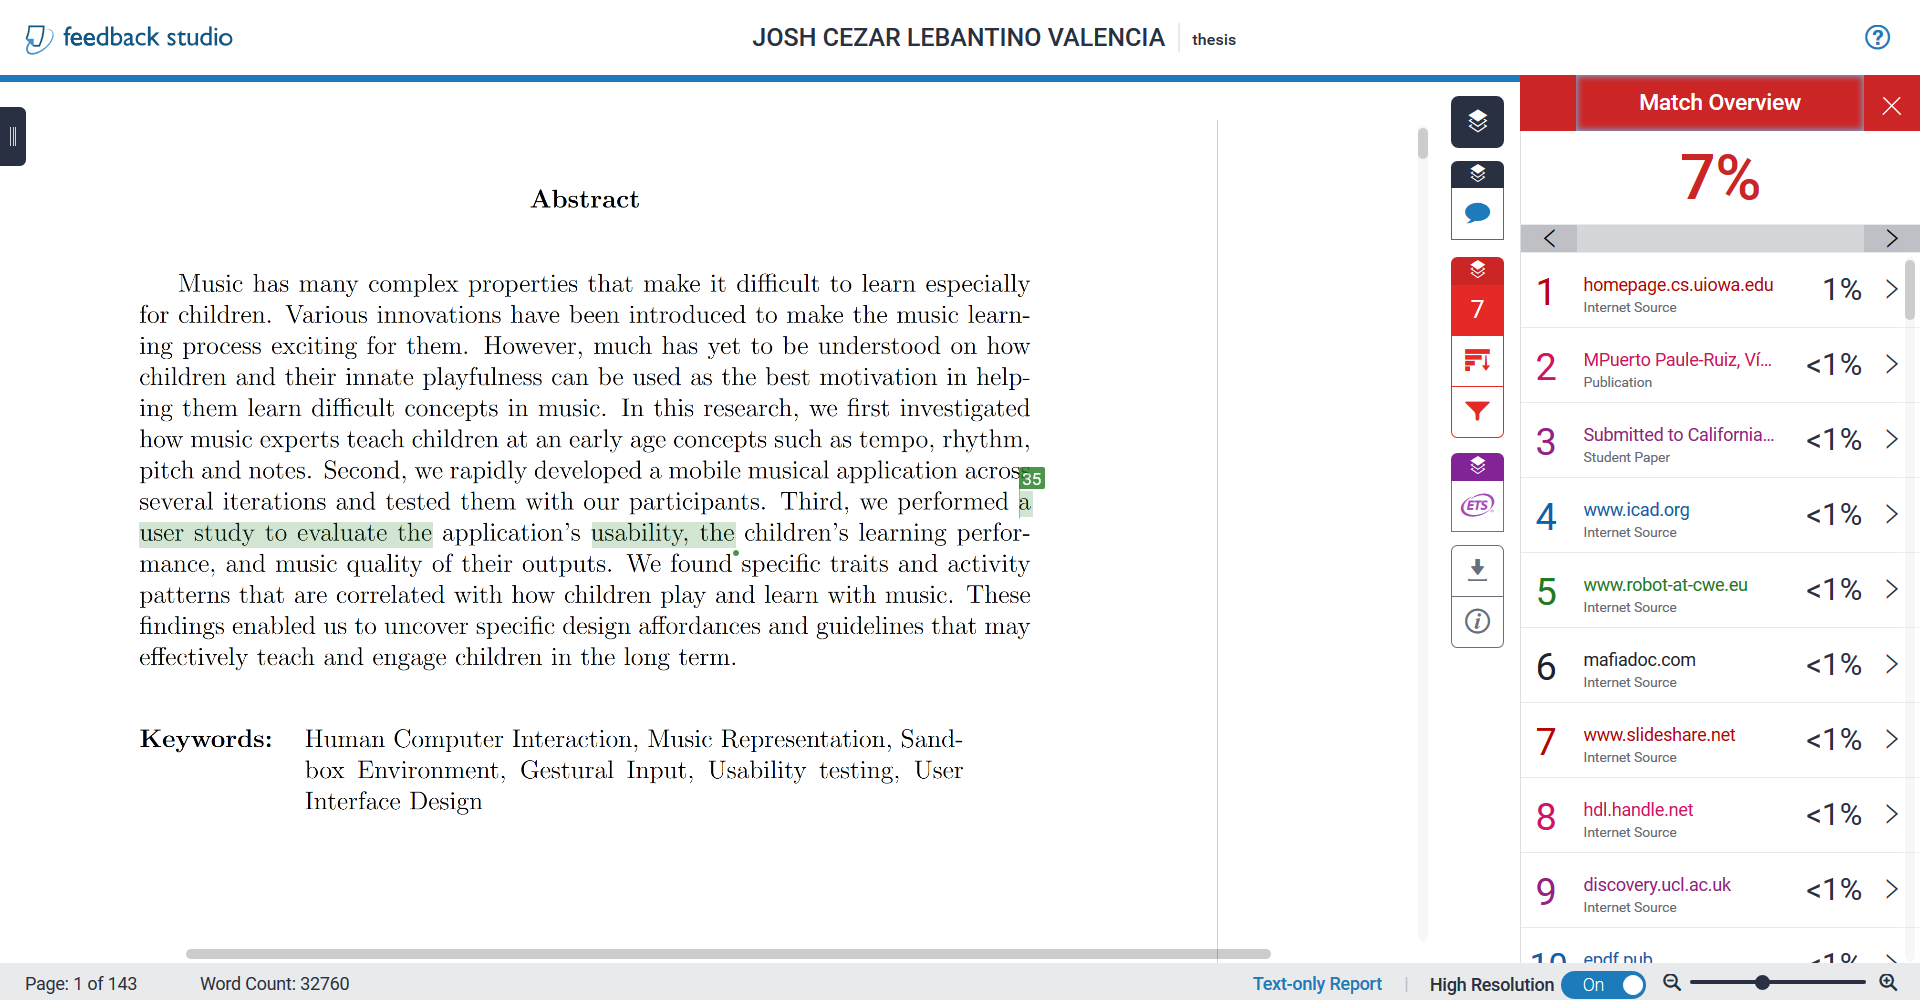 feedback studio
JOSH CEZAR LEBANTINO VALENCIA
thesis
?
Match Overview
7%
Abstract
Music has many complex properties that make it difficult to learn especially
for children. Various innovations have been introduced to make the music learn-
ing process exciting for them. However, much has yet to be understood on how
children and their innate playfulness can be used as the best motivation in help-
ing them learn difficult concepts in music. In this research, we first investigated
how music experts teach children at an early age concepts such as tempo, rhythm,
pitch and notes. Second, we rapidly developed a mobile musical application across
35
several iterations and tested them with our participants. Third, we performed a
user study to evaluate the application's usability, the children's learning perfor-
mance, and music quality of their outputs. We found specific traits and activity
patterns that are correlated with how children play and learn with music. These
findings enabled us to uncover specific design affordances and guidelines that may
effectively teach and engage children in the long term.
Keywords: Human Computer Interaction, Music Representation, Sand-
box Environment, Gestural Input, Usability testing, User
Interface Design
7
ETS
i
1 homepage.cs.uiowa.edu 1%
Internet Source
2 MPuerto Paule-Ruiz, Ví... <1%
Publication
3 Submitted to California... <1%
Student Paper
4 www.icad.org <1%
Internet Source
5 www.robot-at-cwe.eu <1%
Internet Source
6 mafiadoc.com <1%
Internet Source
7 www.slideshare.net <1%
Internet Source
8 hdl.handle.net <1%
Internet Source
9 discovery.ucl.ac.uk <1%
Internet Source
10 epdf.pub <1%
Page: 1 of 143
Word Count: 32760
Text-only Report
High Resolution
On